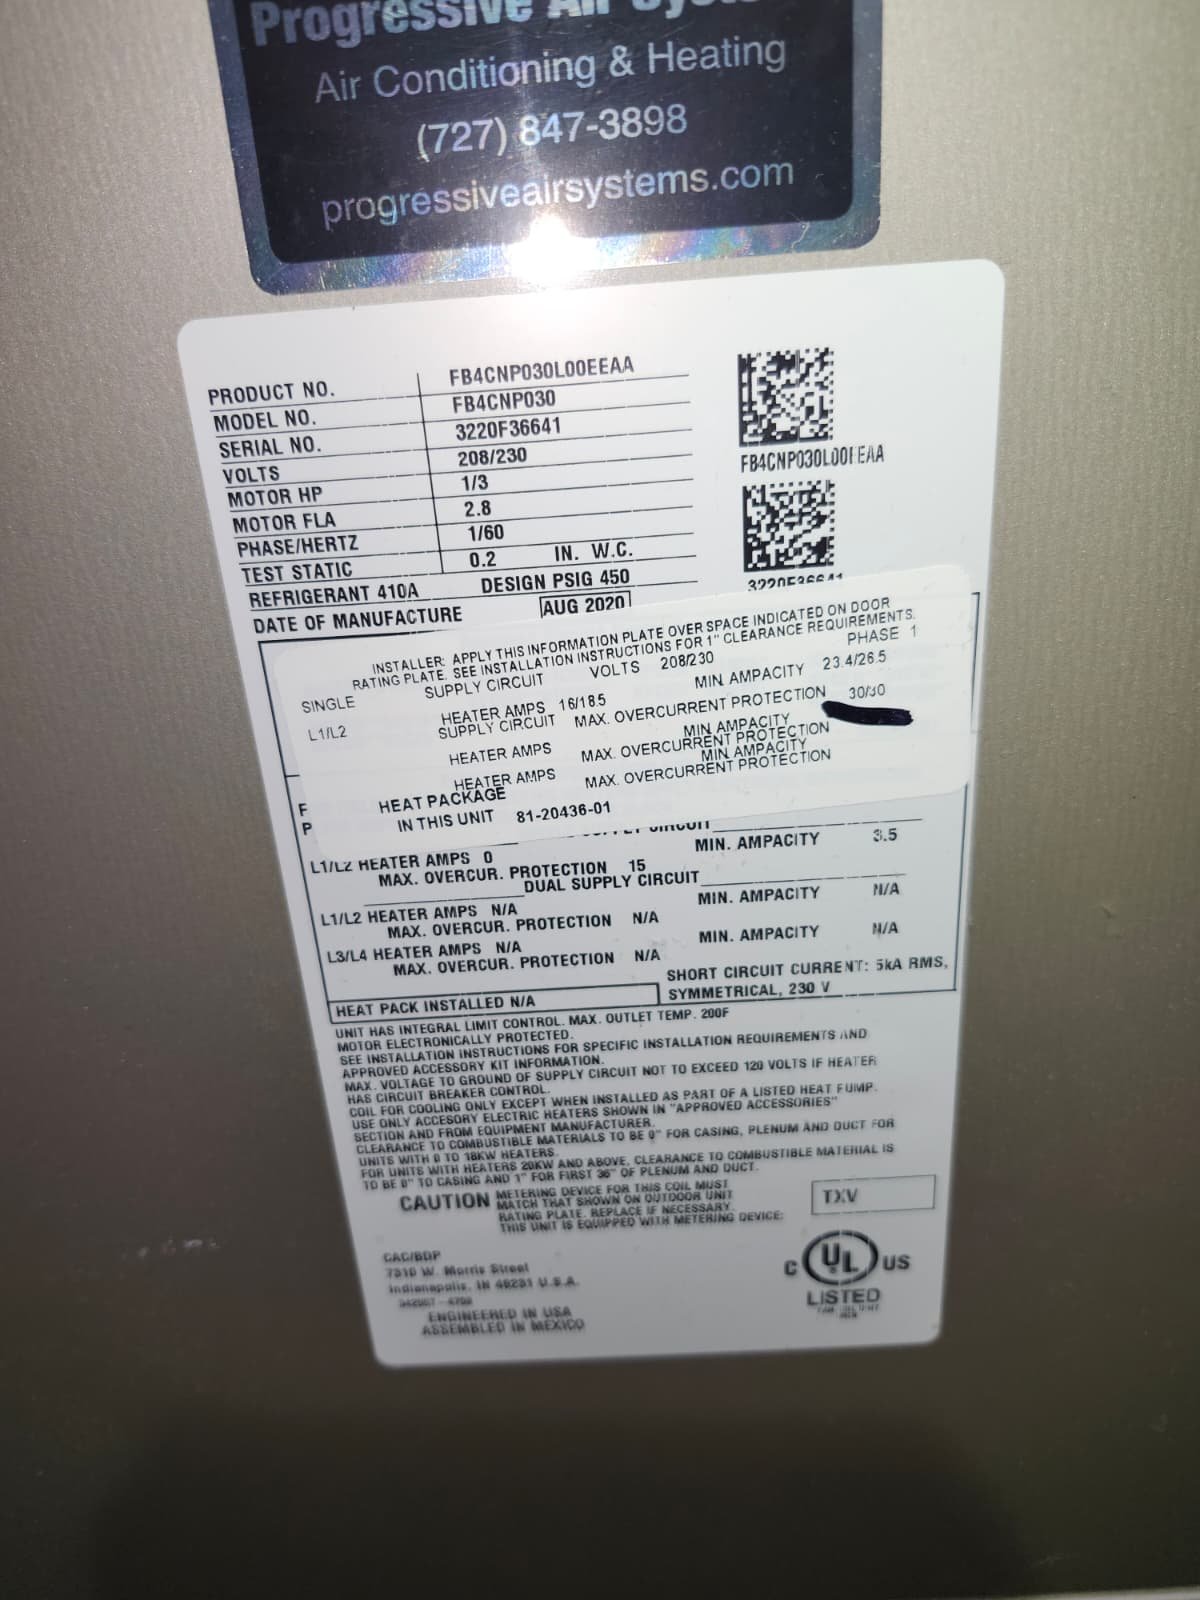 Progressive Air Syste
Air Conditioning & Heating
(727) 847-3898
progressiveairsystems.com
PRODUCT NO. FB4CNP030L00EEAA
MODEL NO. FB4CNP030
SERIAL NO. 3220F36641
VOLTS 208/230
MOTOR HP 1/3
MOTOR FLA 2.8
PHASE/HERTZ 1/60
TEST STATIC 0.2 IN. W.C.
REFRIGERANT 410A DESIGN PSIG 450
DATE OF MANUFACTURE AUG 2020
FB4CNP030L00EEAA
3220F36641
INSTALLER: APPLY THIS INFORMATION PLATE OVER SPACE INDICATED ON DOOR
RATING PLATE. SEE INSTALLATION INSTRUCTIONS FOR 1" CLEARANCE REQUIREMENTS.
SINGLE SUPPLY CIRCUIT VOLTS 208/230 PHASE 1
L1/L2 HEATER AMPS 16/18.5 MIN. AMPACITY 23.4/26.5
SUPPLY CIRCUIT MAX. OVERCURRENT PROTECTION 30/30
HEATER AMPS MIN. AMPACITY
MAX. OVERCURRENT PROTECTION
HEATER AMPS MIN. AMPACITY
MAX. OVERCURRENT PROTECTION
HEAT PACKAGE
IN THIS UNIT 81-20436-01
F
P
CIRCUIT
L1/L2 HEATER AMPS 0 MIN. AMPACITY 3.5
MAX. OVERCUR. PROTECTION 15
DUAL SUPPLY CIRCUIT
L1/L2 HEATER AMPS N/A MIN. AMPACITY N/A
MAX. OVERCUR. PROTECTION N/A
L3/L4 HEATER AMPS N/A MIN. AMPACITY N/A
MAX. OVERCUR. PROTECTION N/A
HEAT PACK INSTALLED N/A
SHORT CIRCUIT CURRENT: 5kA RMS,
SYMMETRICAL, 230 V
UNIT HAS INTEGRAL LIMIT CONTROL. MAX. OUTLET TEMP. 200F
MOTOR ELECTRONICALLY PROTECTED.
SEE INSTALLATION INSTRUCTIONS FOR SPECIFIC INSTALLATION REQUIREMENTS AND
APPROVED ACCESSORY KIT INFORMATION.
MAX. VOLTAGE TO GROUND OF SUPPLY CIRCUIT NOT TO EXCEED 120 VOLTS IF HEATER
HAS CIRCUIT BREAKER CONTROL.
COIL FOR COOLING ONLY EXCEPT WHEN INSTALLED AS PART OF A LISTED HEAT PUMP.
USE ONLY ACCESORY ELECTRIC HEATERS SHOWN IN "APPROVED ACCESSORIES"
SECTION AND FROM EQUIPMENT MANUFACTURER.
CLEARANCE TO COMBUSTIBLE MATERIALS TO BE 0" FOR CASING, PLENUM AND DUCT FOR
UNITS WITH 0 TO 18KW HEATERS.
FOR UNITS WITH HEATERS 20KW AND ABOVE, CLEARANCE TO COMBUSTIBLE MATERIAL IS
TO BE 0" TO CASING AND 1" FOR FIRST 36" OF PLENUM AND DUCT.
CAUTION METERING DEVICE FOR THIS COIL MUST
MATCH THAT SHOWN ON OUTDOOR UNIT
RATING PLATE. REPLACE IF NECESSARY.
THIS UNIT IS EQUIPPED WITH METERING DEVICE:
TXV
CAC/BDP
7310 W. Morris Street
Indianapolis, IN 46231 U.S.A.
ENGINEERED IN USA
ASSEMBLED IN MEXICO
C UL US
LISTED